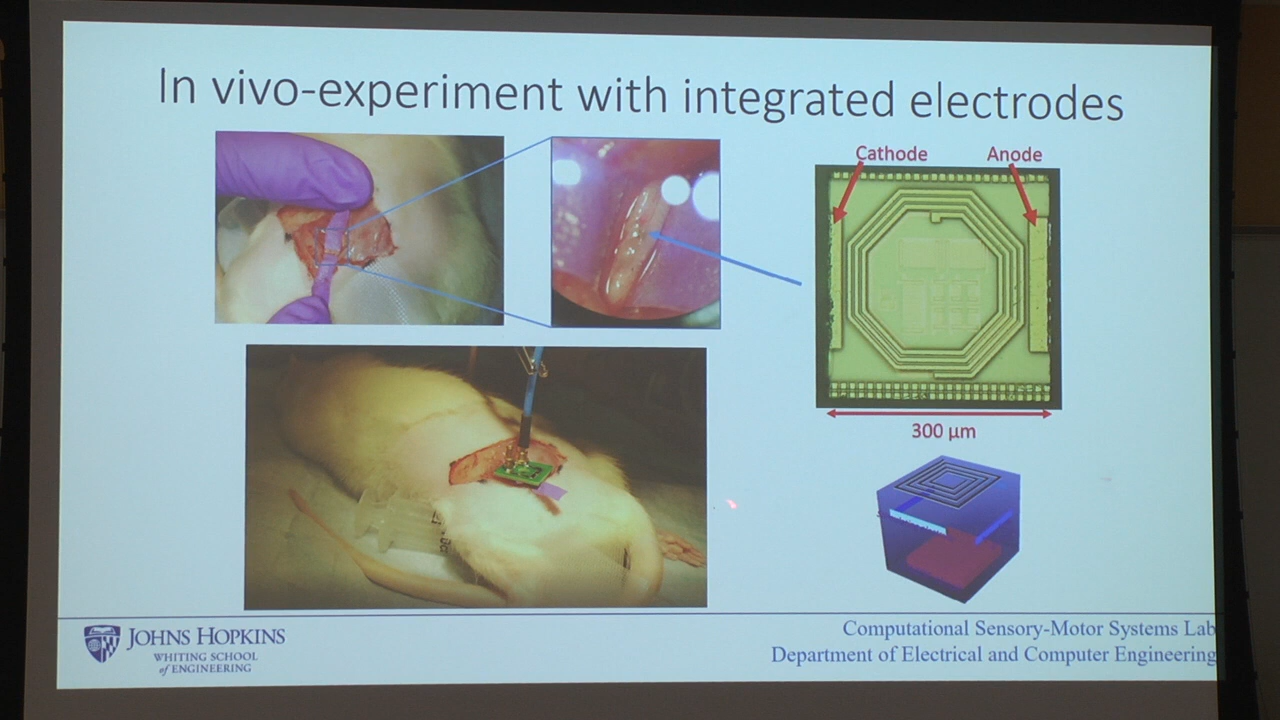 In vivo-experiment with integrated electrodes
Cathode
Anode
300 µm
JOHNS HOPKINS
WHITING SCHOOL
of ENGINEERING
Computational Sensory-Motor Systems Lab
Department of Electrical and Computer Engineering